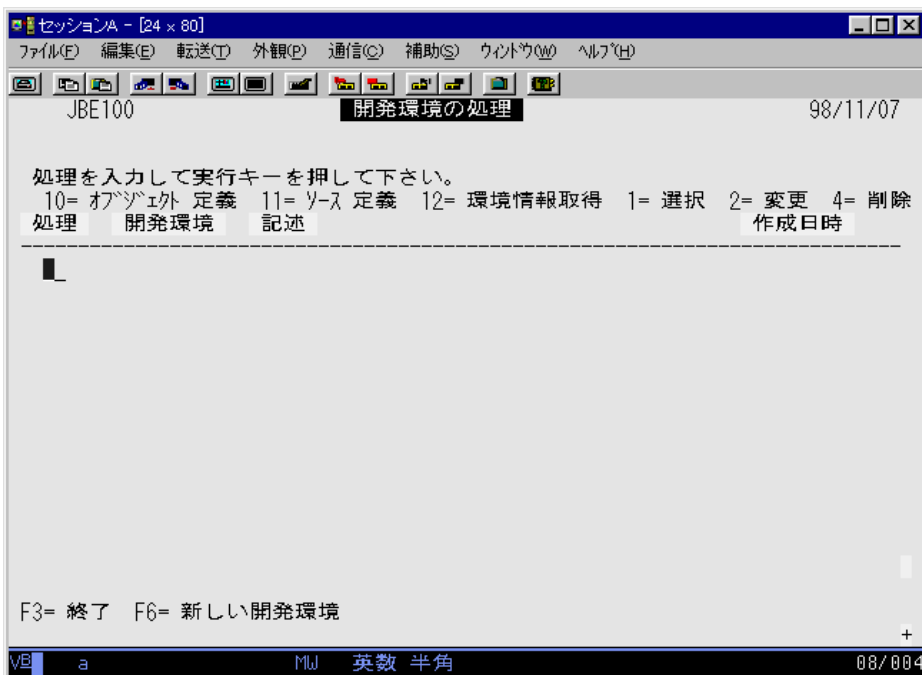 セッションA - [24 × 80]
ファイル(F) 編集(E) 転送(T) 外観(P) 通信(C) 補助(S) ウィンドウ(W) ヘルプ(H)
JBE100 開発環境の処理 98/11/07
処理を入力して実行キーを押して下さい。
10= オブジェクト 定義 11= ソース 定義 12= 環境情報取得 1= 選択 2= 変更 4= 削除
処理 開発環境 記述 作成日時
F3= 終了 F6= 新しい開発環境
+
VB a MW 英数 半角 08/004